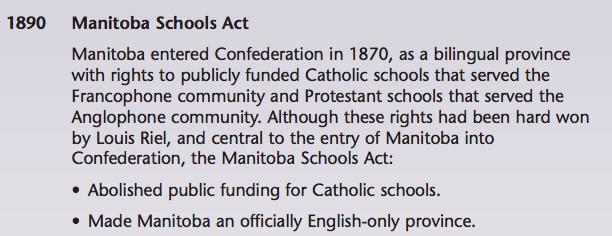 1890 Manitoba Schools Act
Manitoba entered Confederation in 1870, as a bilingual province
with rights to publicly funded Catholic schools that served the
Francophone community and Protestant schools that served the
Anglophone community. Although these rights had been hard won
by Louis Riel, and central to the entry of Manitoba into
Confederation, the Manitoba Schools Act:
• Abolished public funding for Catholic schools.
• Made Manitoba an officially English-only province.